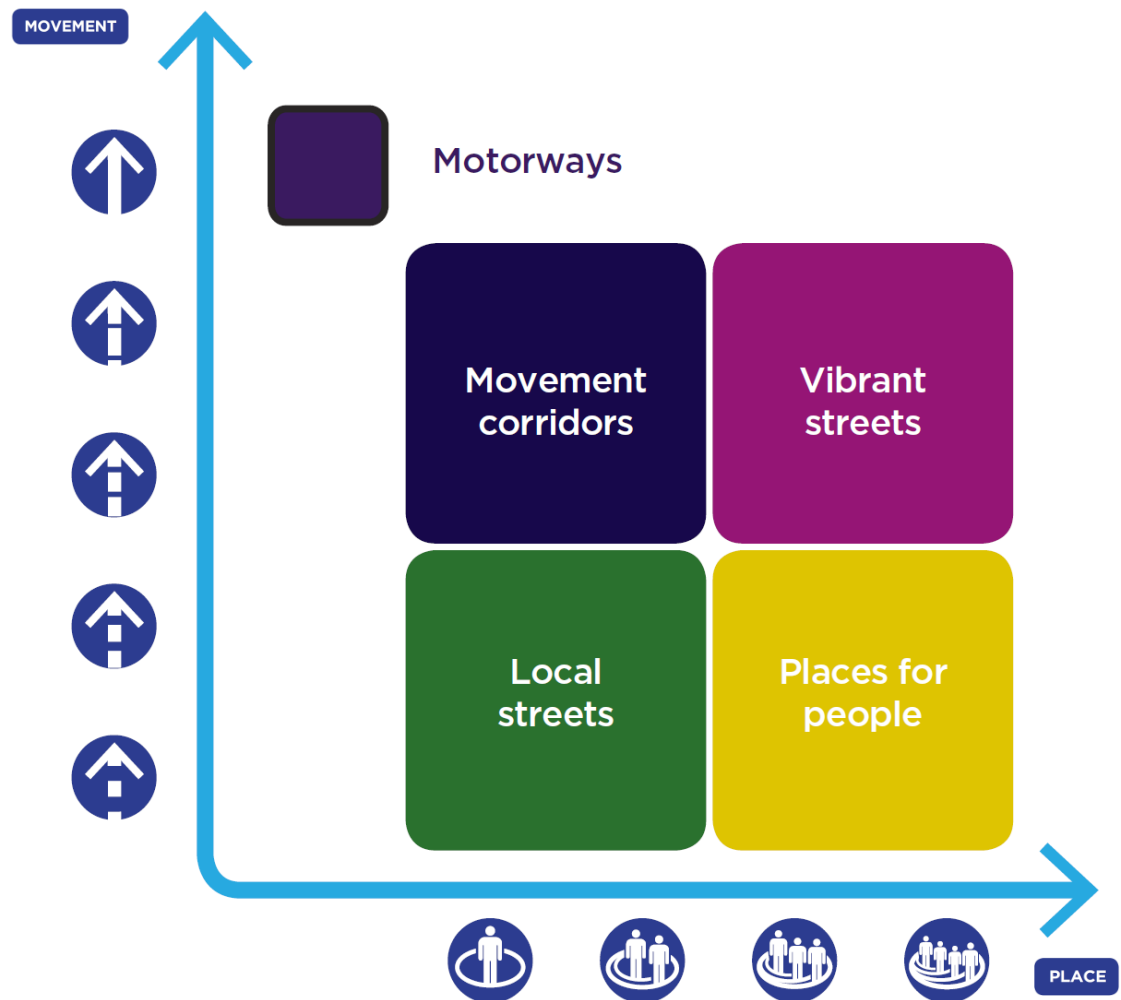 MOVEMENT
Motorways
Movement
corridors
Vibrant
streets
Local
streets
Places for
people
PLACE